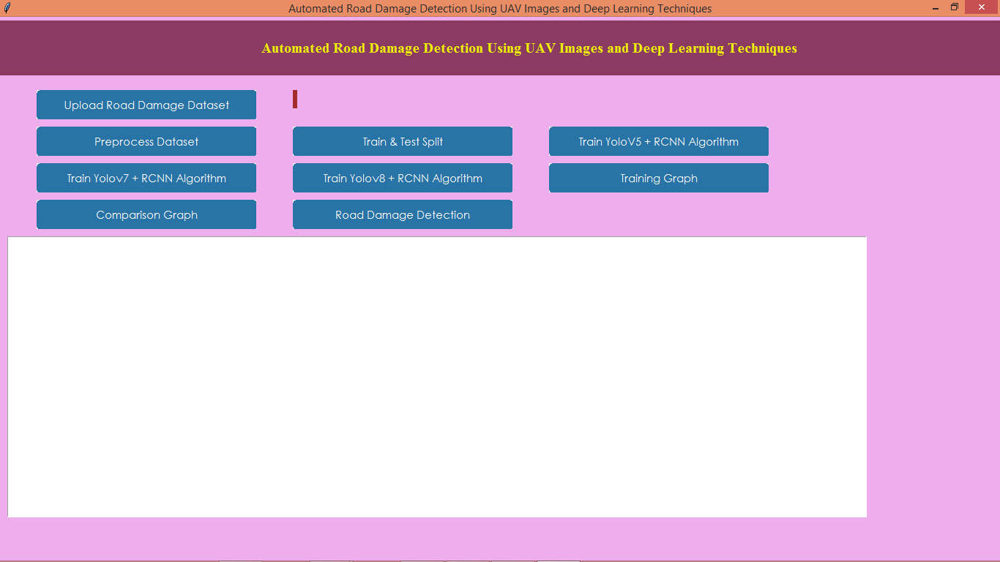 Automated Road Damage Detection Using UAV Images and Deep Learning Techniques
Automated Road Damage Detection Using UAV Images and Deep Learning Techniques
Upload Road Damage Dataset
Preprocess Dataset
Train & Test Split
Train YoloV5 + RCNN Algorithm
Train Yolov7 + RCNN Algorithm
Train Yolov8 + RCNN Algorithm
Training Graph
Comparison Graph
Road Damage Detection